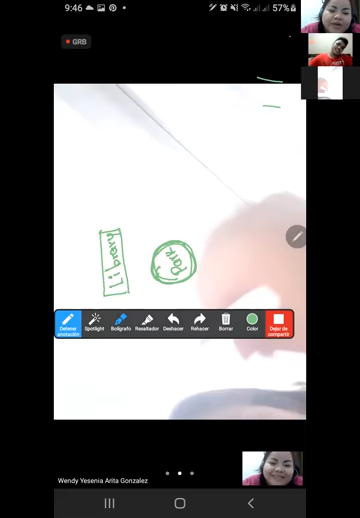 9:46
57%
GRB
Library
Park
Detener anotación
Spotlight
Bolígrafo
Resaltador
Deshacer
Rehacer
Borrar
Color
Dejar de compartir
Wendy Yesenia Arita Gonzalez